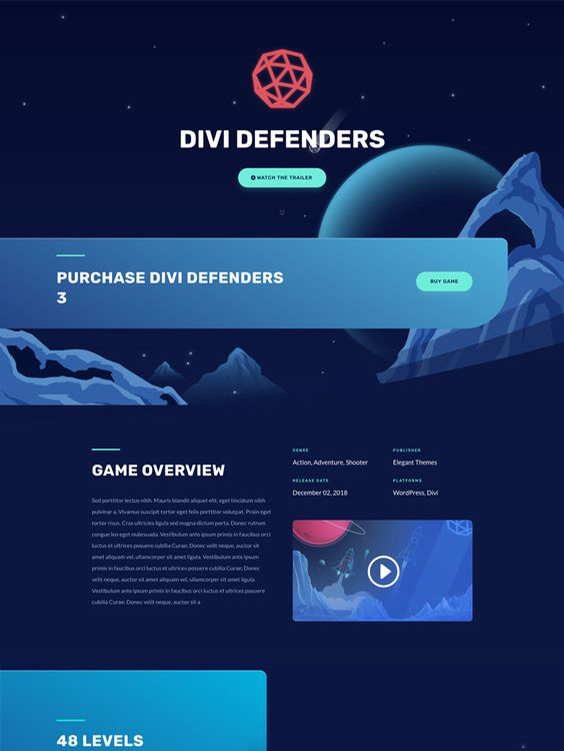 DIVI DEFENDERS
WATCH THE TRAILER
PURCHASE DIVI DEFENDERS
3
BUY GAME
GAME OVERVIEW
Sed porttitor lectus nibh. Mauris blandit aliquet elit, eget tincidunt nibh
pulvinar a. Vivamus suscipit tortor eget felis porttitor volutpat. Proin eget
tortor risus. Cras ultricies ligula sed magna dictum porta. Donec rutrum
congue leo eget malesuada. Vestibulum ante ipsum primis in faucibus orci
luctus et ultrices posuere cubilia Curae; Donec velit neque, auctor sit
amet aliquam vel, ullamcorper sit amet ligula. Vestibulum ante ipsum
primis in faucibus orci luctus et ultrices posuere cubilia Curae; Donec
velit neque, auctor sit amet aliquam vel, ullamcorper sit amet ligula.
Vestibulum ante ipsum primis in faucibus orci luctus et ultrices posuere
cubilia Curae; Donec velit neque, auctor sit a
GENRE
Action, Adventure, Shooter
PUBLISHER
Elegant Themes
RELEASE DATE
December 02, 2018
PLATFORMS
WordPress, Divi
48 LEVELS